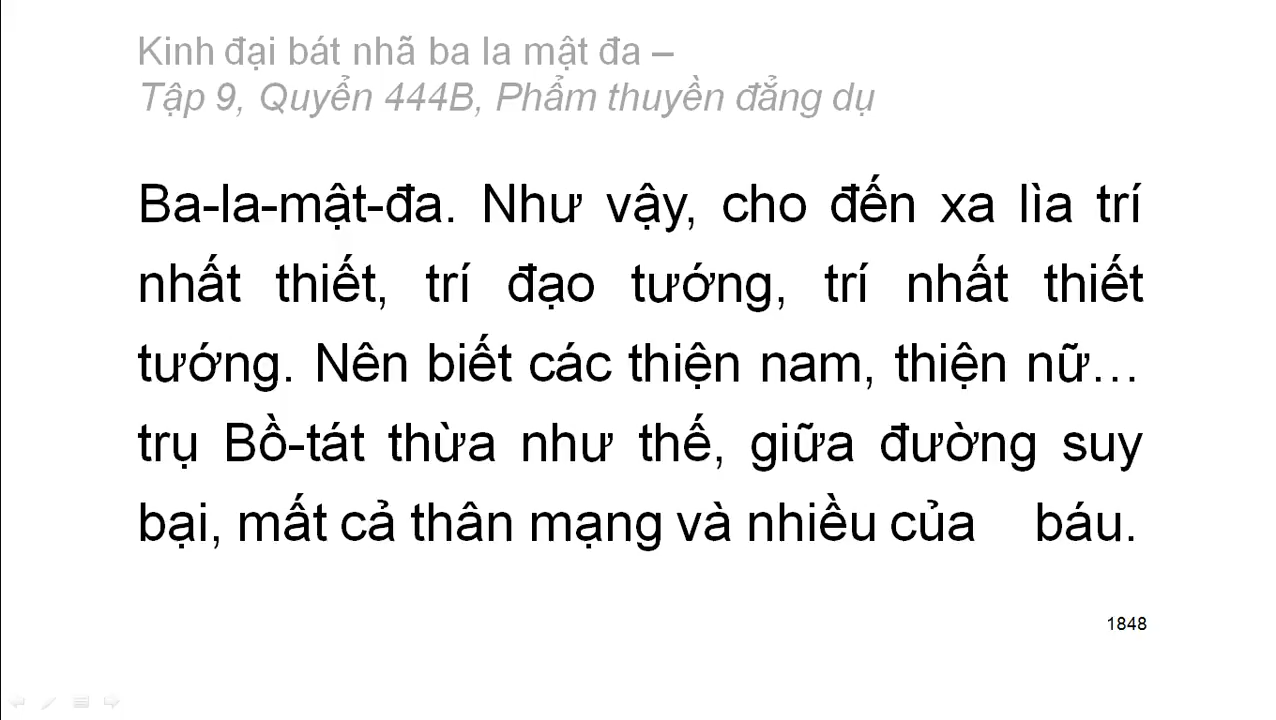 Kinh đại bát nhã ba la mật đa –
Tập 9, Quyển 444B, Phẩm thuyền đẳng dụ
Ba-la-mật-đa. Như vậy, cho đến xa lìa trí
nhất thiết, trí đạo tướng, trí nhất thiết
tướng. Nên biết các thiện nam, thiện nữ…
trụ Bồ-tát thừa như thế, giữa đường suy
bại, mất cả thân mạng và nhiều của báu.
1848